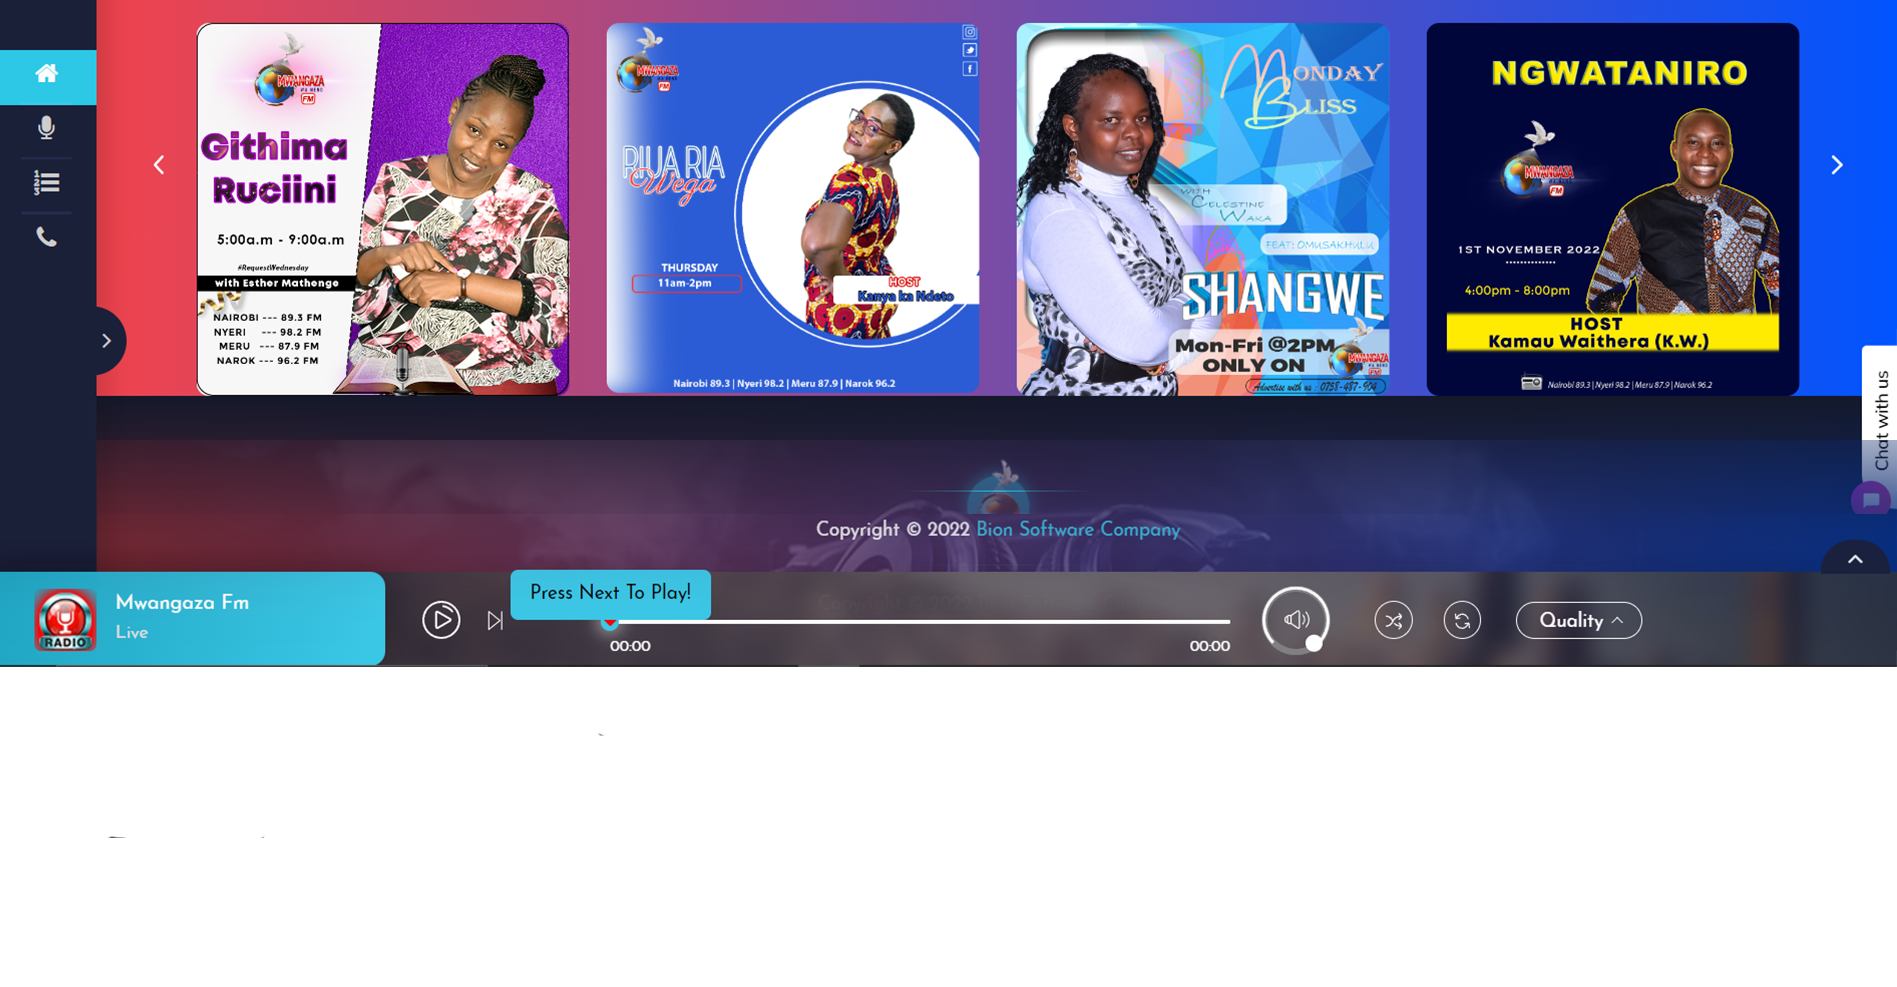 MWANGAZA
FM
Githima
Ruciini
5:00a.m - 9:00a.m
#RequestWednesday
with Esther Mathenge
NAIROBI --- 89.3 FM
NYERI --- 98.2 FM
MERU --- 87.9 FM
NAROK --- 96.2 FM
MWANGAZA
FM
RIUA RIA
Wega
THURSDAY
11am-2pm
HOST
Kanya ka Ndeto
Nairobi 89.3 | Nyeri 98.2 | Meru 87.9 | Narok 96.2
MONDAY
BLISS
WITH
CELESTINE
WAKA
FEAT: OMUSAKHULU
SHANGWE
Mon-Fri @2PM
ONLY ON
MWANGAZA
FM
Advertise with us : 0758-487-904
NGWATANIRO
MWANGAZA
FM
1ST NOVEMBER 2022
4:00pm - 8:00pm
HOST
Kamau Waithera (K.W.)
Nairobi 89.3 | Nyeri 98.2 | Meru 87.9 | Narok 96.2
Chat with us
Copyright © 2022 Bion Software Company
RADIO
Mwangaza Fm
Live
Press Next To Play!
00:00
00:00
Quality